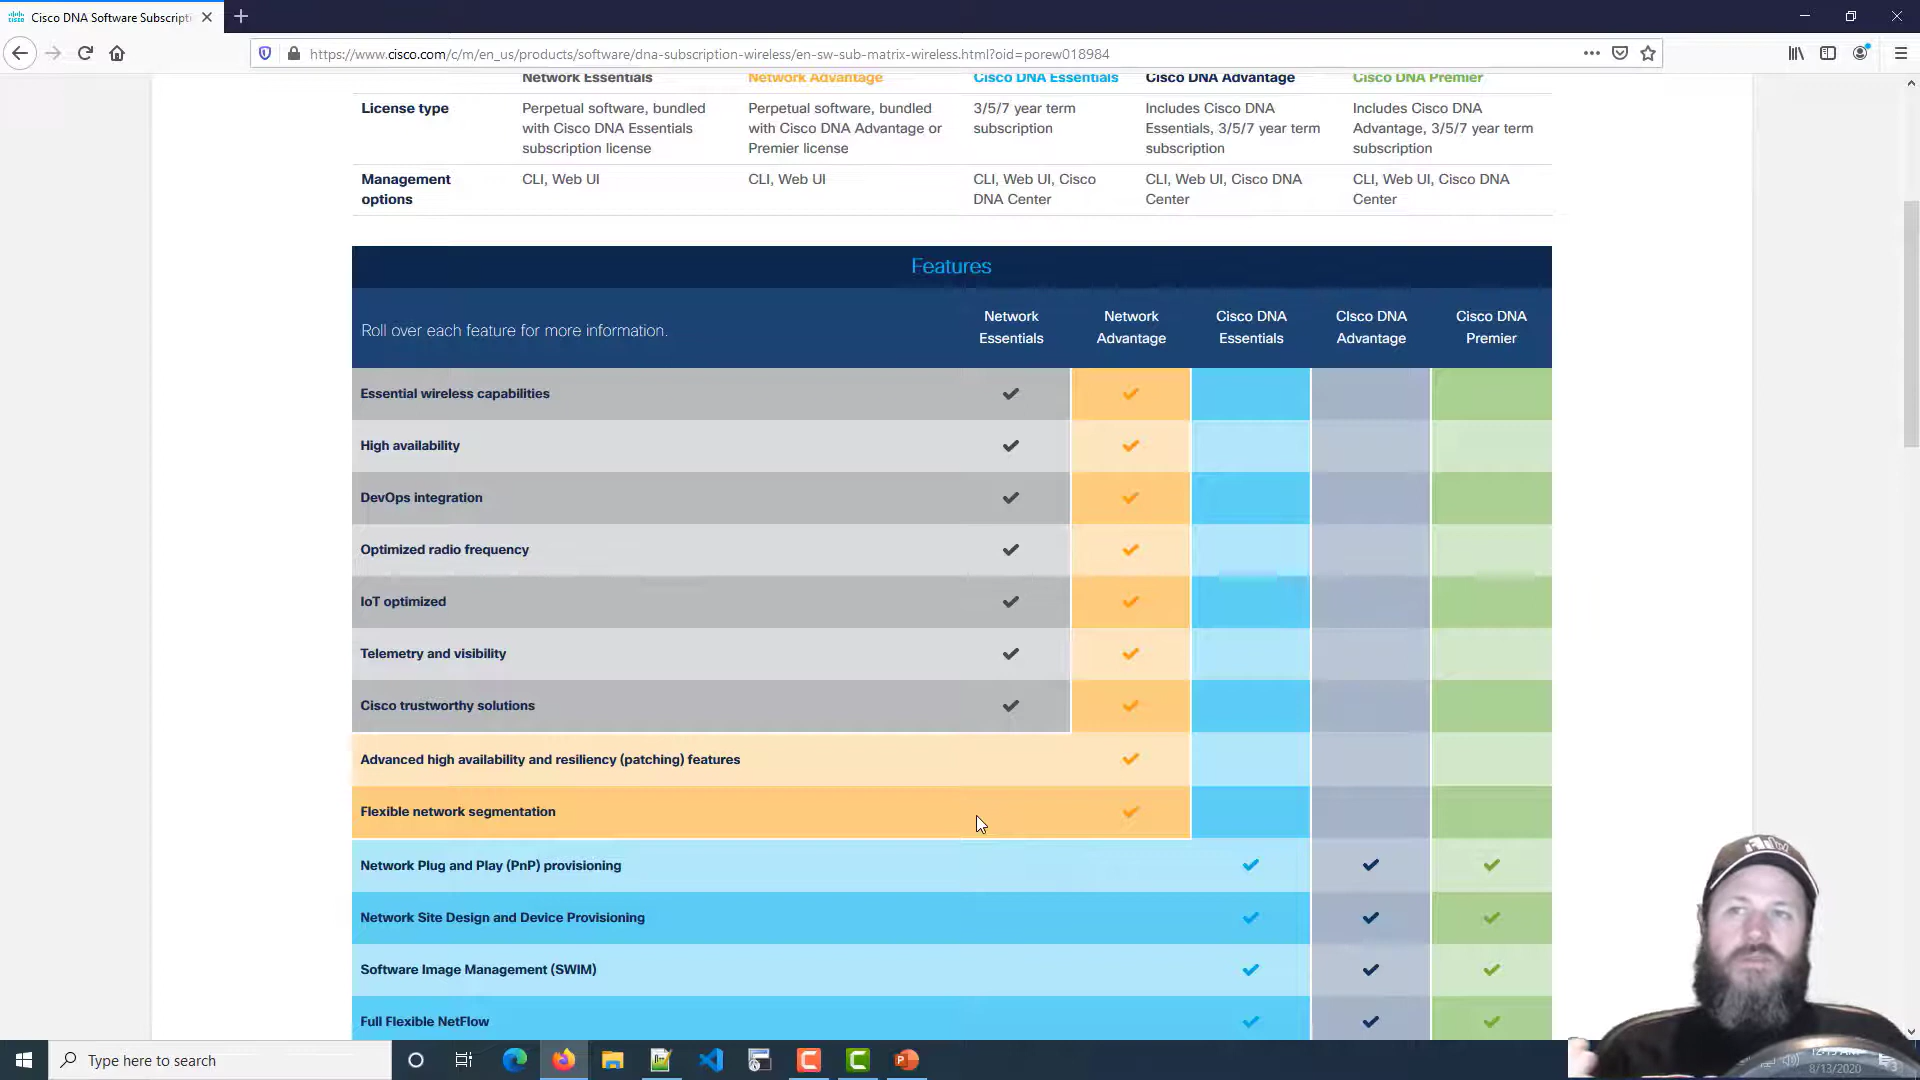 Cisco DNA Software Subscripti
https://www.cisco.com/c/m/en_us/products/software/dna-subscription-wireless/en-sw-sub-matrix-wireless.html?oid=porew018984
Network Essentials
Network Advantage
Cisco DNA Essentials
Cisco DNA Advantage
Cisco DNA Premier
License type
Perpetual software, bundled
with Cisco DNA Essentials
subscription license
Perpetual software, bundled
with Cisco DNA Advantage or
Premier license
3/5/7 year term
subscription
Includes Cisco DNA
Essentials, 3/5/7 year term
subscription
Includes Cisco DNA
Advantage, 3/5/7 year term
subscription
Management
options
CLI, Web UI
CLI, Web UI
CLI, Web UI, Cisco
DNA Center
CLI, Web UI, Cisco DNA
Center
CLI, Web UI, Cisco DNA
Center
Features
Roll over each feature for more information.
Network
Essentials
Network
Advantage
Cisco DNA
Essentials
CIsco DNA
Advantage
Cisco DNA
Premier
Essential wireless capabilities
High availability
DevOps integration
Optimized radio frequency
IoT optimized
Telemetry and visibility
Cisco trustworthy solutions
Advanced high availability and resiliency (patching) features
Flexible network segmentation
Network Plug and Play (PnP) provisioning
Network Site Design and Device Provisioning
Software Image Management (SWIM)
Full Flexible NetFlow
Type here to search
8/13/2020